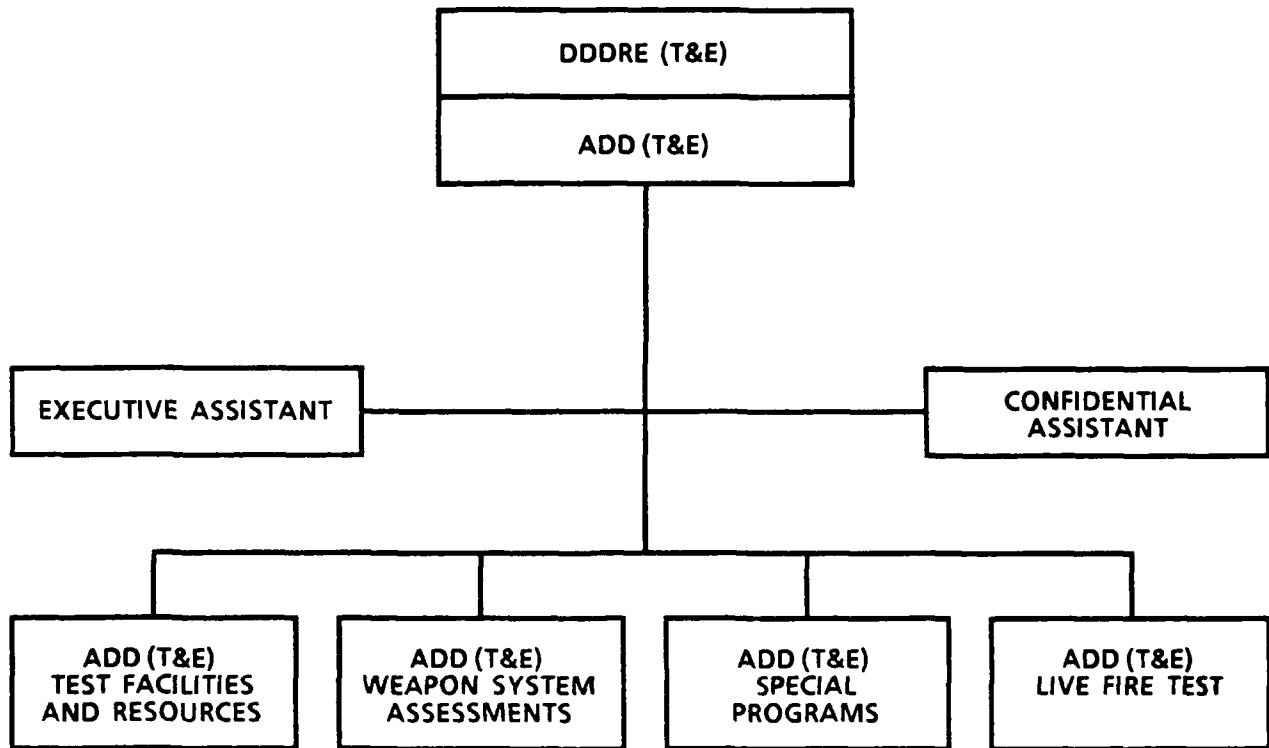 DDDRE (T&E)
ADD (T&E)
EXECUTIVE ASSISTANT
CONFIDENTIAL
ASSISTANT
ADD (T&E)
TEST FACILITIES
AND RESOURCES
ADD (T&E)
WEAPON SYSTEM
ASSESSMENTS
ADD (T&E)
SPECIAL
PROGRAMS
ADD (T&E)
LIVE FIRE TEST